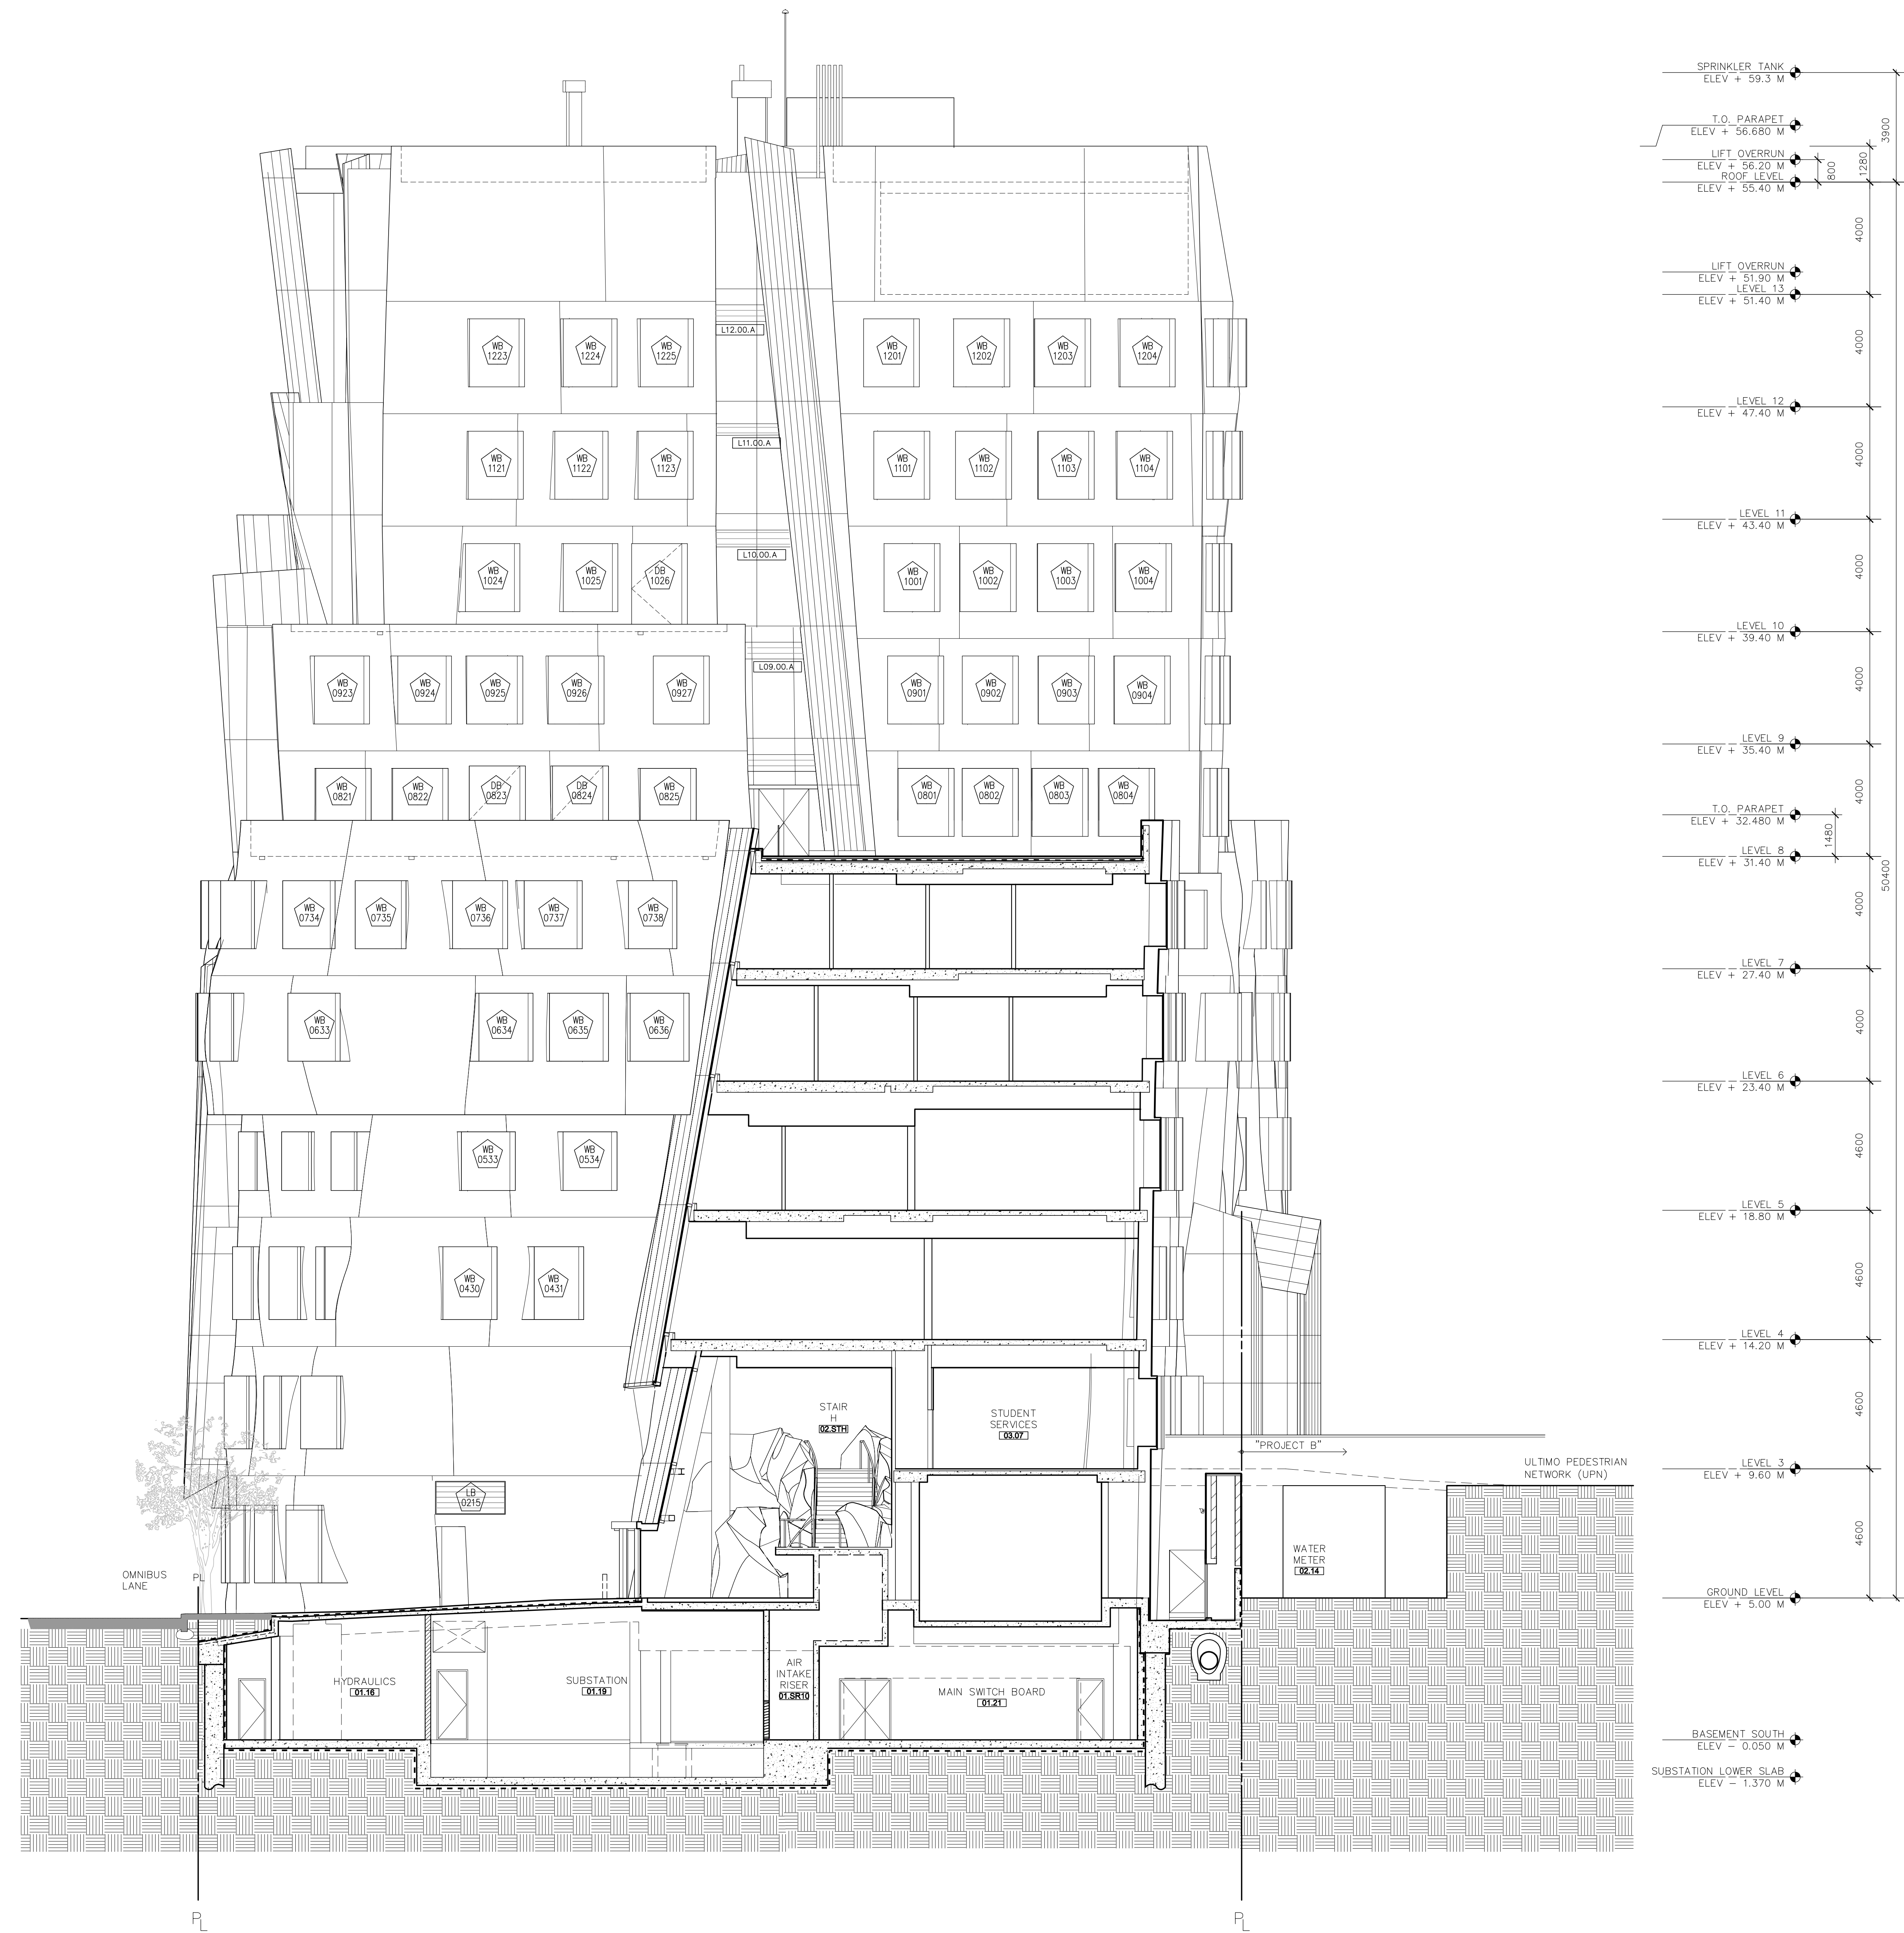 SPRINKLER TANK
ELEV + 59.3 M
T.O. PARAPET
ELEV + 56.680 M
LIFT OVERRUN
ELEV + 56.20 M
ROOF LEVEL
ELEV + 55.40 M
3900
1280
800
4000
LIFT OVERRUN
ELEV + 51.90 M
LEVEL 13
ELEV + 51.40 M
L12.00.A
WB 1223
WB 1224
WB 1225
WB 1201
WB 1202
WB 1203
WB 1204
4000
LEVEL 12
ELEV + 47.40 M
L11.00.A
WB 1121
WB 1122
WB 1123
WB 1101
WB 1102
WB 1103
WB 1104
4000
LEVEL 11
ELEV + 43.40 M
L10.00.A
WB 1024
WB 1025
DB 1026
WB 1001
WB 1002
WB 1003
WB 1004
4000
LEVEL 10
ELEV + 39.40 M
L09.00.A
WB 0923
WB 0924
WB 0925
WB 0926
WB 0927
WB 0901
WB 0902
WB 0903
WB 0904
4000
LEVEL 9
ELEV + 35.40 M
WB 0821
WB 0822
DB 0823
DB 0824
WB 0825
WB 0801
WB 0802
WB 0803
WB 0804
4000
T.O. PARAPET
ELEV + 32.480 M
1480
LEVEL 8
ELEV + 31.40 M
50400
WB 0734
WB 0735
WB 0736
WB 0737
WB 0738
4000
LEVEL 7
ELEV + 27.40 M
WB 0633
WB 0634
WB 0635
WB 0636
4000
LEVEL 6
ELEV + 23.40 M
WB 0533
WB 0534
4600
LEVEL 5
ELEV + 18.80 M
WB 0430
WB 0431
4600
LEVEL 4
ELEV + 14.20 M
STAIR
H
02.STH
STUDENT
SERVICES
03.07
4600
"PROJECT B"
ULTIMO PEDESTRIAN
NETWORK (UPN)
LEVEL 3
ELEV + 9.60 M
LB 0215
4600
WATER
METER
02.14
OMNIBUS
LANE
PL
GROUND LEVEL
ELEV + 5.00 M
HYDRAULICS
01.16
SUBSTATION
01.19
AIR
INTAKE
RISER
01.SR10
MAIN SWITCH BOARD
01.21
BASEMENT SOUTH
ELEV - 0.050 M
SUBSTATION LOWER SLAB
ELEV - 1.370 M
PL
PL